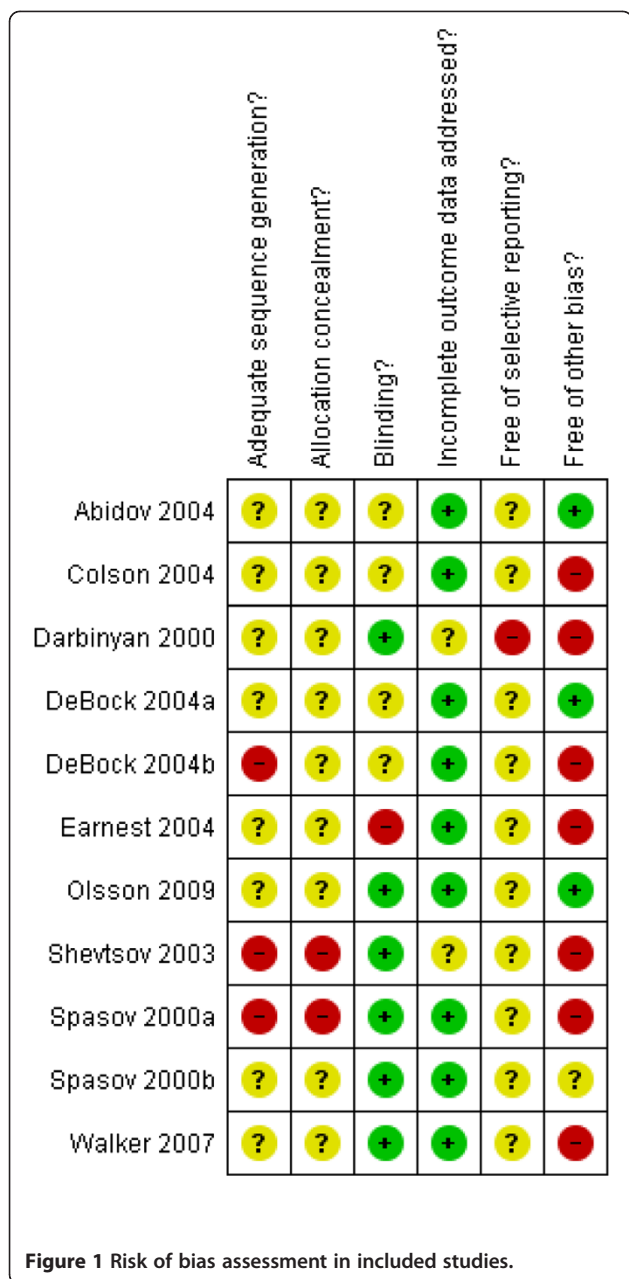 Adequate sequence generation?
Allocation concealment?
Blinding?
Incomplete outcome data addressed?
Free of selective reporting?
Free of other bias?
Abidov 2004 ? ? ? + ? +
Colson 2004 ? ? ? + ? -
Darbinyan 2000 ? ? + ? - -
DeBock 2004a ? ? ? + ? +
DeBock 2004b - ? ? + ? -
Earnest 2004 ? ? - + ? -
Olsson 2009 ? ? + + ? +
Shevtsov 2003 - - + ? ? -
Spasov 2000a - - + + ? -
Spasov 2000b ? ? + + ? ?
Walker 2007 ? ? + + ? -
Figure 1 Risk of bias assessment in included studies.